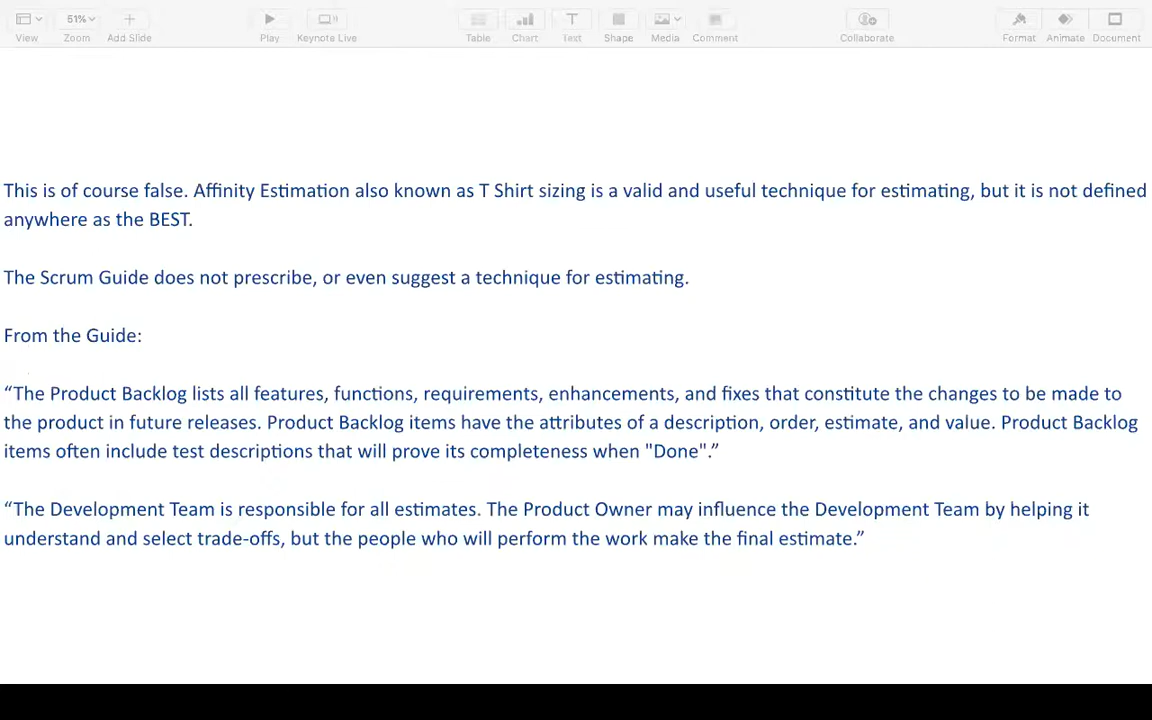 51%
View
Zoom
Add Slide
Play
Keynote Live
Table
Chart
Text
Shape
Media
Comment
Collaborate
Format
Animate
Document
This is of course false. Affinity Estimation also known as T Shirt sizing is a valid and useful technique for estimating, but it is not defined
anywhere as the BEST.
The Scrum Guide does not prescribe, or even suggest a technique for estimating.
From the Guide:
“The Product Backlog lists all features, functions, requirements, enhancements, and fixes that constitute the changes to be made to
the product in future releases. Product Backlog items have the attributes of a description, order, estimate, and value. Product Backlog
items often include test descriptions that will prove its completeness when "Done".”
“The Development Team is responsible for all estimates. The Product Owner may influence the Development Team by helping it
understand and select trade-offs, but the people who will perform the work make the final estimate.”